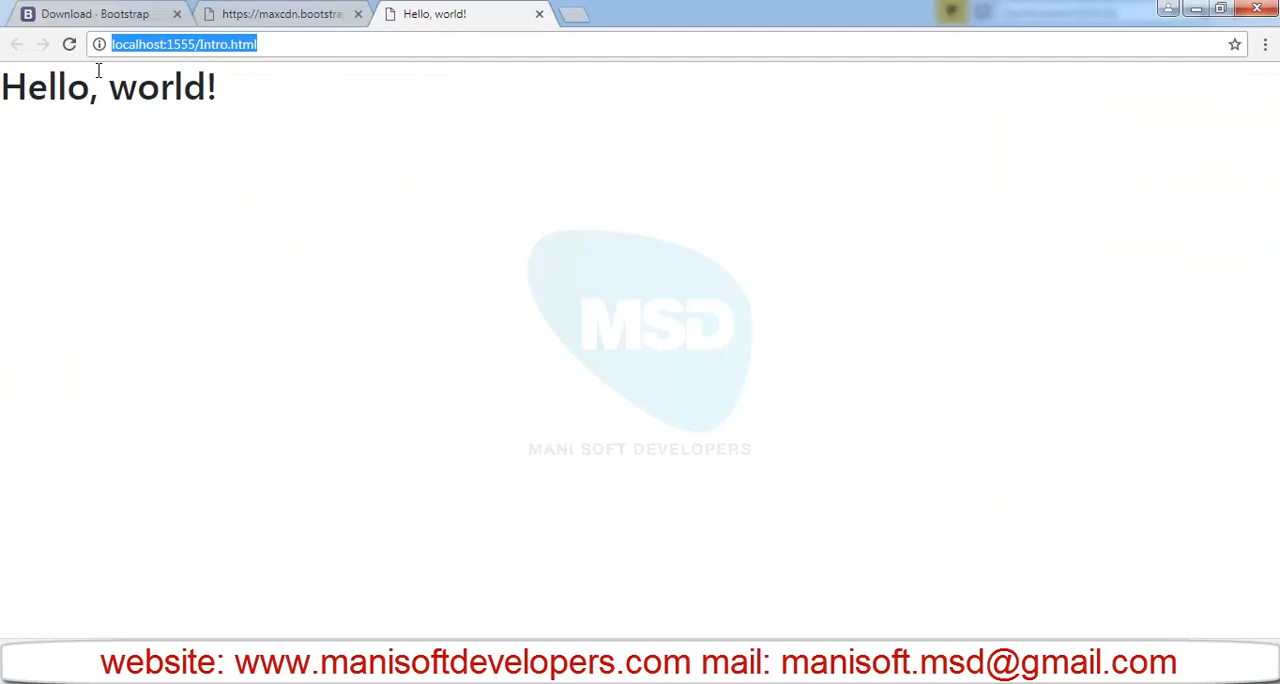 Download · Bootstrap
https://maxcdn.bootstra
Hello, world!
localhost:1555/Intro.html
Hello, world!
MSD
MANI SOFT DEVELOPERS
website: www.manisoftdevelopers.com mail: manisoft.msd@gmail.com